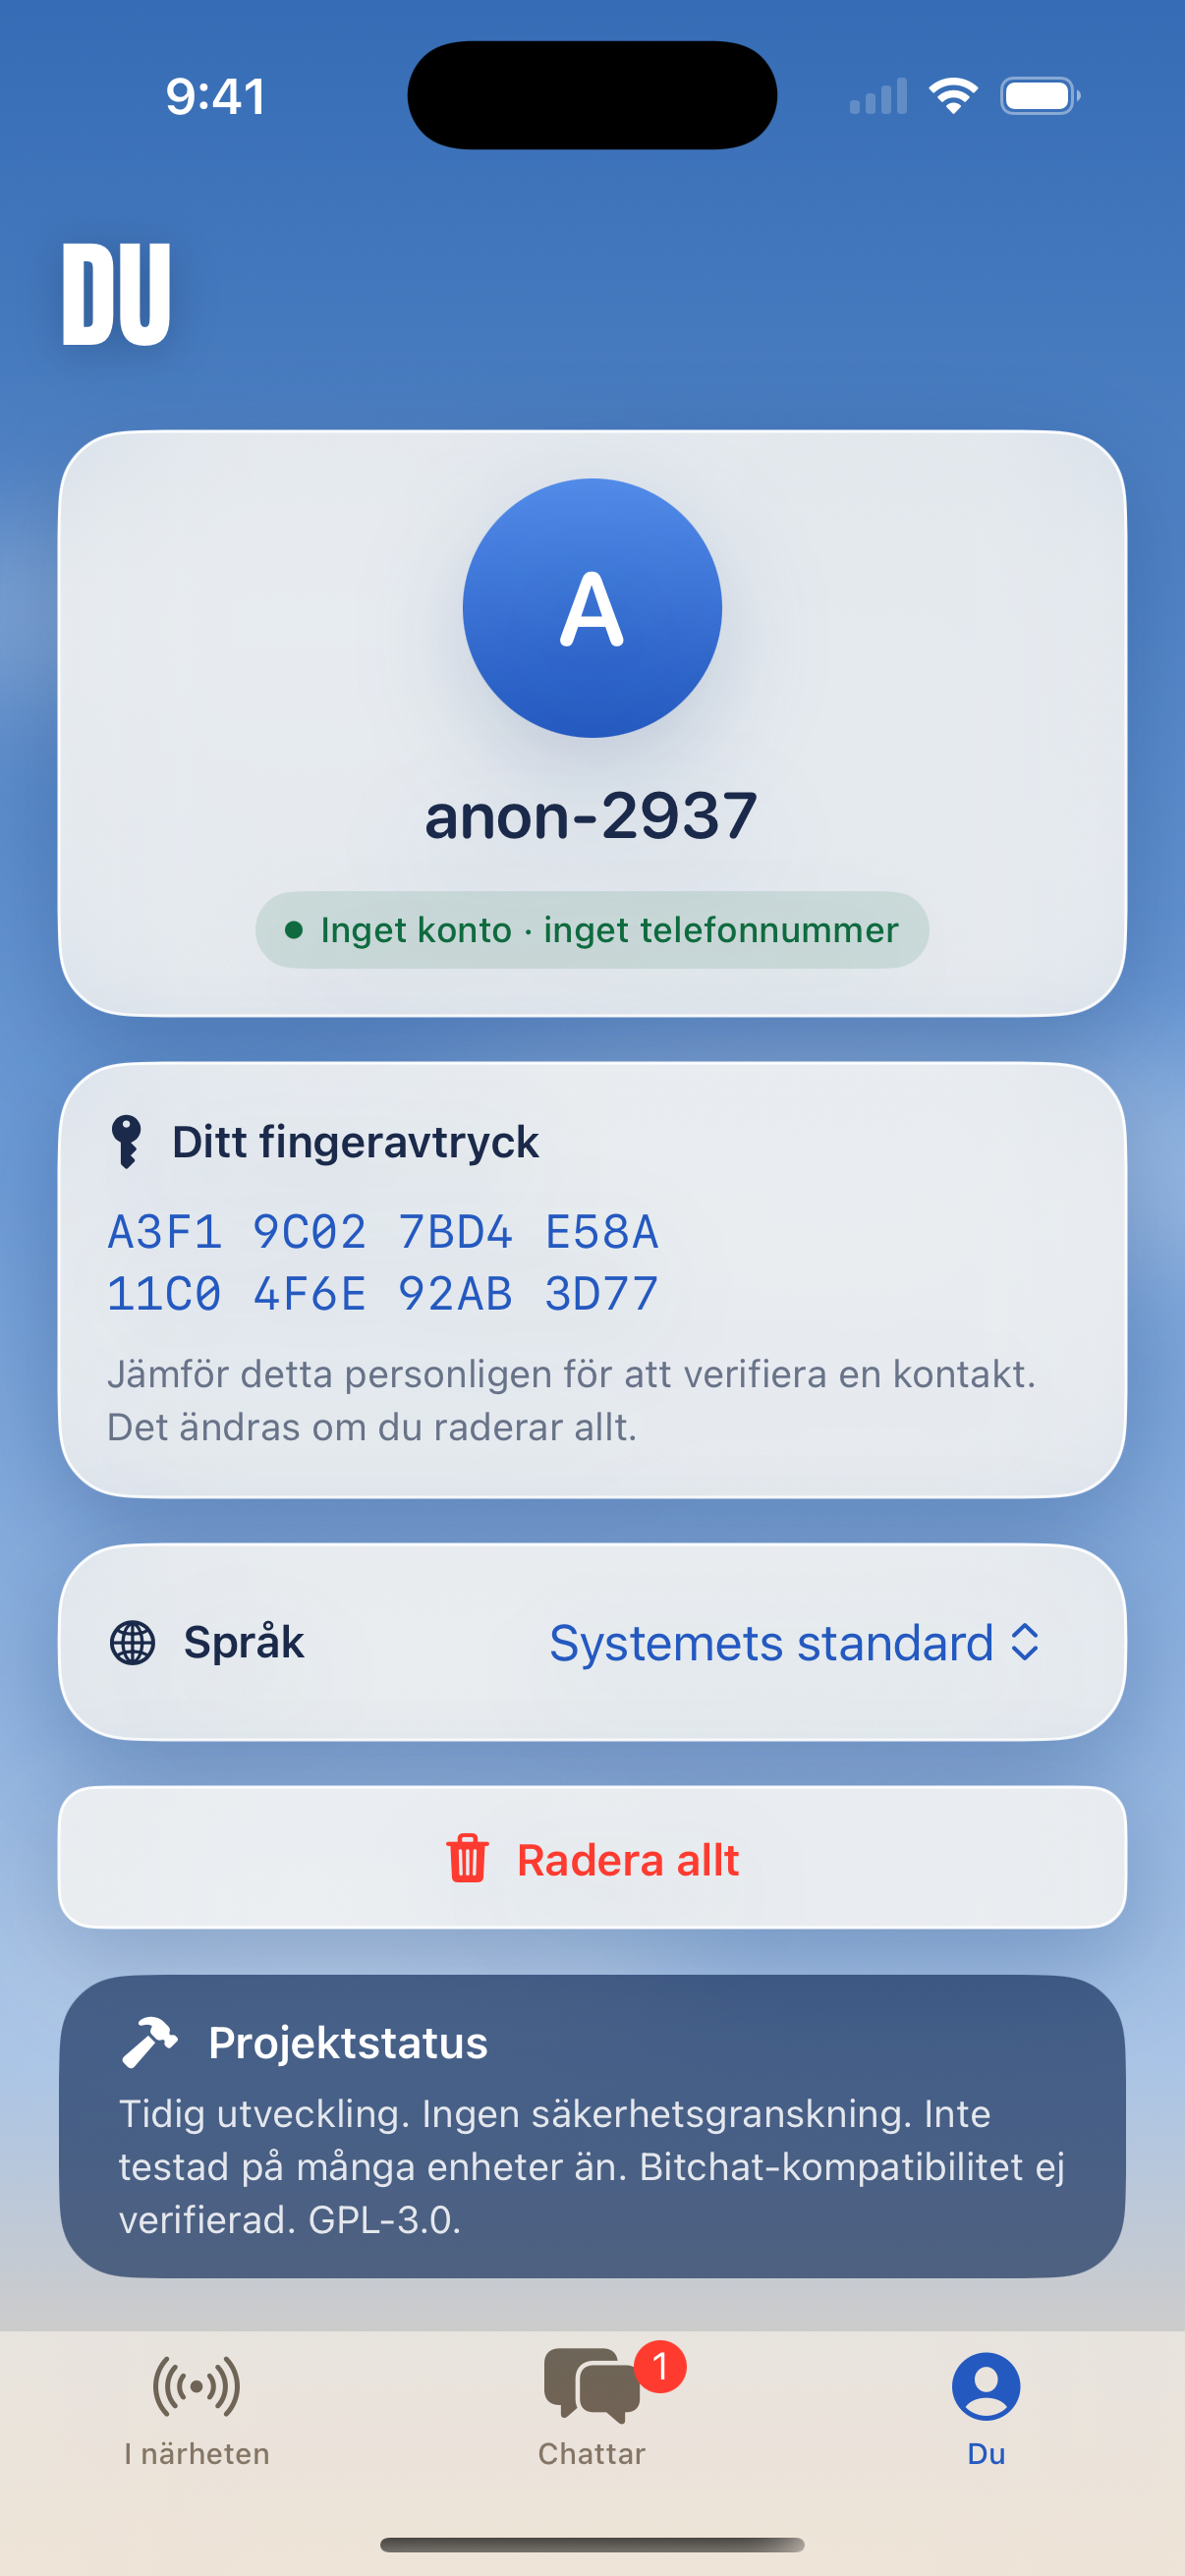 9:41
DU
A
anon-2937
Inget konto · inget telefonnummer
Ditt fingeravtryck
A3F1 9C02 7BD4 E58A
11C0 4F6E 92AB 3D77
Jämför detta personligen för att verifiera en kontakt.
Det ändras om du raderar allt.
Språk
Systemets standard
Radera allt
Projektstatus
Tidig utveckling. Ingen säkerhetsgranskning. Inte
testad på många enheter än. Bitchat-kompatibilitet ej
verifierad. GPL-3.0.
1
I närheten
Chattar
Du